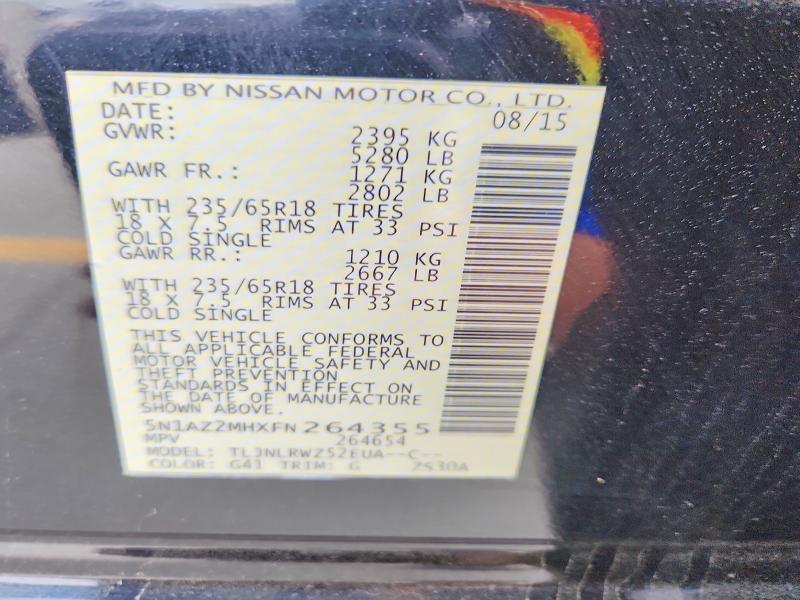 MFD BY NISSAN MOTOR CO., LTD.
DATE: 08/15
GVWR: 2395 KG
5280 LB
GAWR FR.: 1271 KG
2802 LB
WITH 235/65R18 TIRES
18 X 7.5 RIMS AT 33 PSI
COLD SINGLE
GAWR RR.: 1210 KG
2667 LB
WITH 235/65R18 TIRES
18 X 7.5 RIMS AT 33 PSI
COLD SINGLE
THIS VEHICLE CONFORMS TO
ALL APPLICABLE FEDERAL
MOTOR VEHICLE SAFETY AND
THEFT PREVENTION
STANDARDS IN EFFECT ON
THE DATE OF MANUFACTURE
SHOWN ABOVE.
5N1AZ2MHXFN264355
MPV 264654
MODEL: TLJNLRWZ52EUA--C--
COLOR: G41 TRIM: G 2S30A